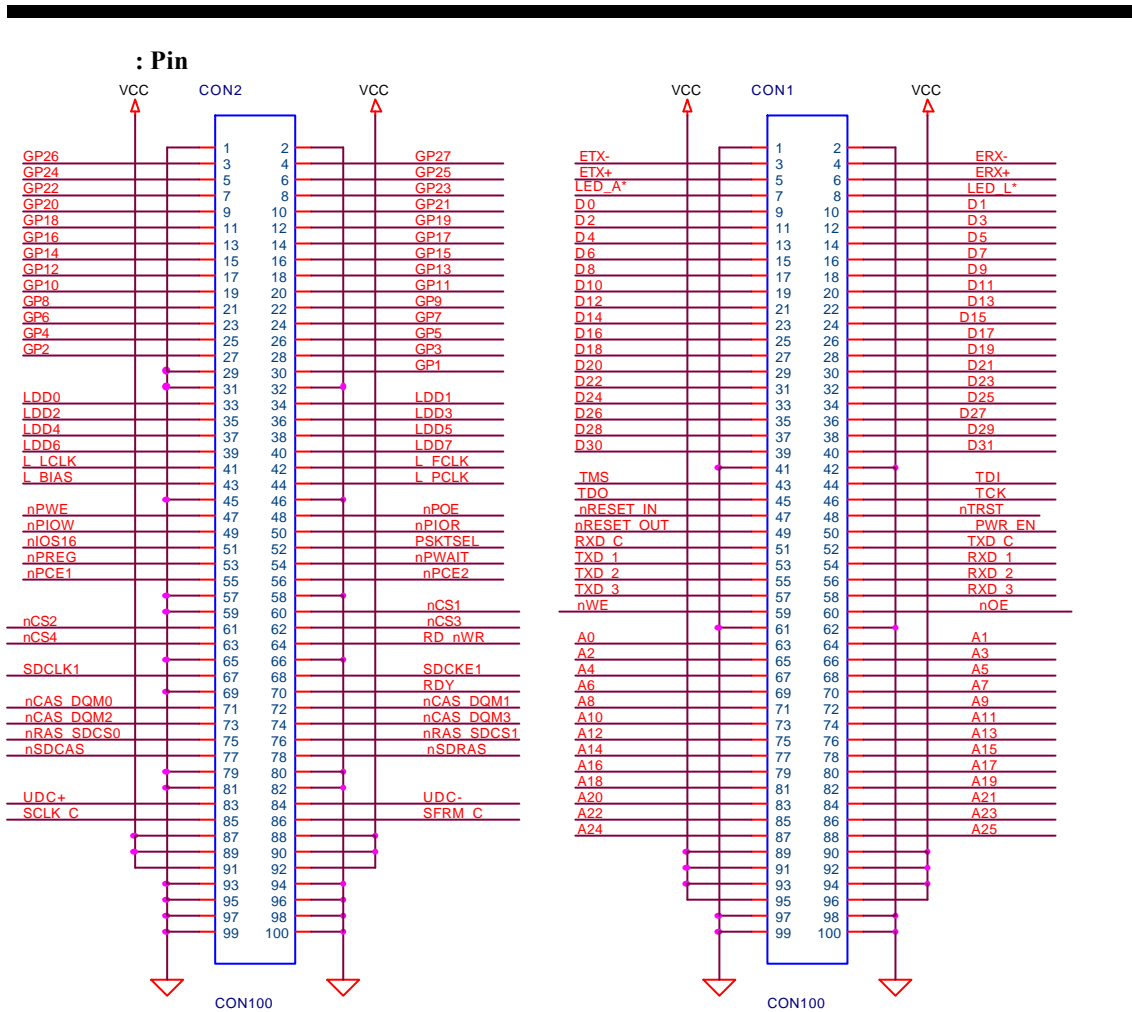 : Pin
VCC CON2 VCC VCC CON1 VCC
1 2 1 2
GP26 3 4 GP27 ETX- 3 4 ERX-
GP24 5 6 GP25 ETX+ 5 6 ERX+
GP22 7 8 GP23 LED_A* 7 8 LED_L*
GP20 9 10 GP21 D0 9 10 D1
GP18 11 12 GP19 D2 11 12 D3
GP16 13 14 GP17 D4 13 14 D5
GP14 15 16 GP15 D6 15 16 D7
GP12 17 18 GP13 D8 17 18 D9
GP10 19 20 GP11 D10 19 20 D11
GP8 21 22 GP9 D12 21 22 D13
GP6 23 24 GP7 D14 23 24 D15
GP4 25 26 GP5 D16 25 26 D17
GP2 27 28 GP3 D18 27 28 D19
29 30 GP1 D20 29 30 D21
31 32 D22 31 32 D23
LDD0 33 34 LDD1 D24 33 34 D25
LDD2 35 36 LDD3 D26 35 36 D27
LDD4 37 38 LDD5 D28 37 38 D29
LDD6 39 40 LDD7 D30 39 40 D31
L_LCLK 41 42 L_FCLK 41 42
L_BIAS 43 44 L_PCLK TMS 43 44 TDI
45 46 TDO 45 46 TCK
nPWE 47 48 nPOE nRESET_IN 47 48 nTRST
nPIOW 49 50 nPIOR nRESET_OUT 49 50 PWR_EN
nIOS16 51 52 PSKTSEL RXD_C 51 52 TXD_C
nPREG 53 54 nPWAIT TXD_1 53 54 RXD_1
nPCE1 55 56 nPCE2 TXD_2 55 56 RXD_2
57 58 TXD_3 57 58 RXD_3
59 60 nCS1 nWE 59 60 nOE
nCS2 61 62 nCS3 61 62
nCS4 63 64 RD_nWR A0 63 64 A1
65 66 A2 65 66 A3
SDCLK1 67 68 SDCKE1 A4 67 68 A5
69 70 RDY A6 69 70 A7
nCAS_DQM0 71 72 nCAS_DQM1 A8 71 72 A9
nCAS_DQM2 73 74 nCAS_DQM3 A10 73 74 A11
nRAS_SDCS0 75 76 nRAS_SDCS1 A12 75 76 A13
nSDCAS 77 78 nSDRAS A14 77 78 A15
79 80 A16 79 80 A17
81 82 A18 81 82 A19
UDC+ 83 84 UDC- A20 83 84 A21
SCLK_C 85 86 SFRM_C A22 85 86 A23
87 88 A24 87 88 A25
89 90 89 90
91 92 91 92
93 94 93 94
95 96 95 96
97 98 97 98
99 100 99 100
CON100 CON100